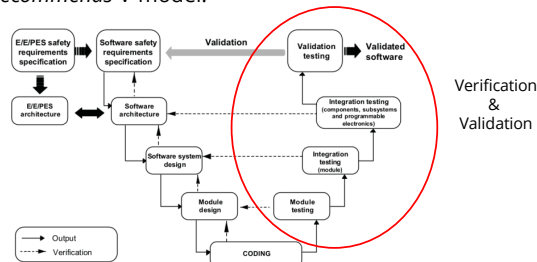 V model.
E/E/PES safety
requirements
specification
Software safety
requirements
specification
Validation
Validation
testing
Validated
software
E/E/PES
architecture
Software
architecture
Integration testing
(components, subsystems
and programmable
electronics)
Verification
&
Validation
Software system
design
Integration
testing
(module)
Module
design
Module
testing
CODING
Output
Verification